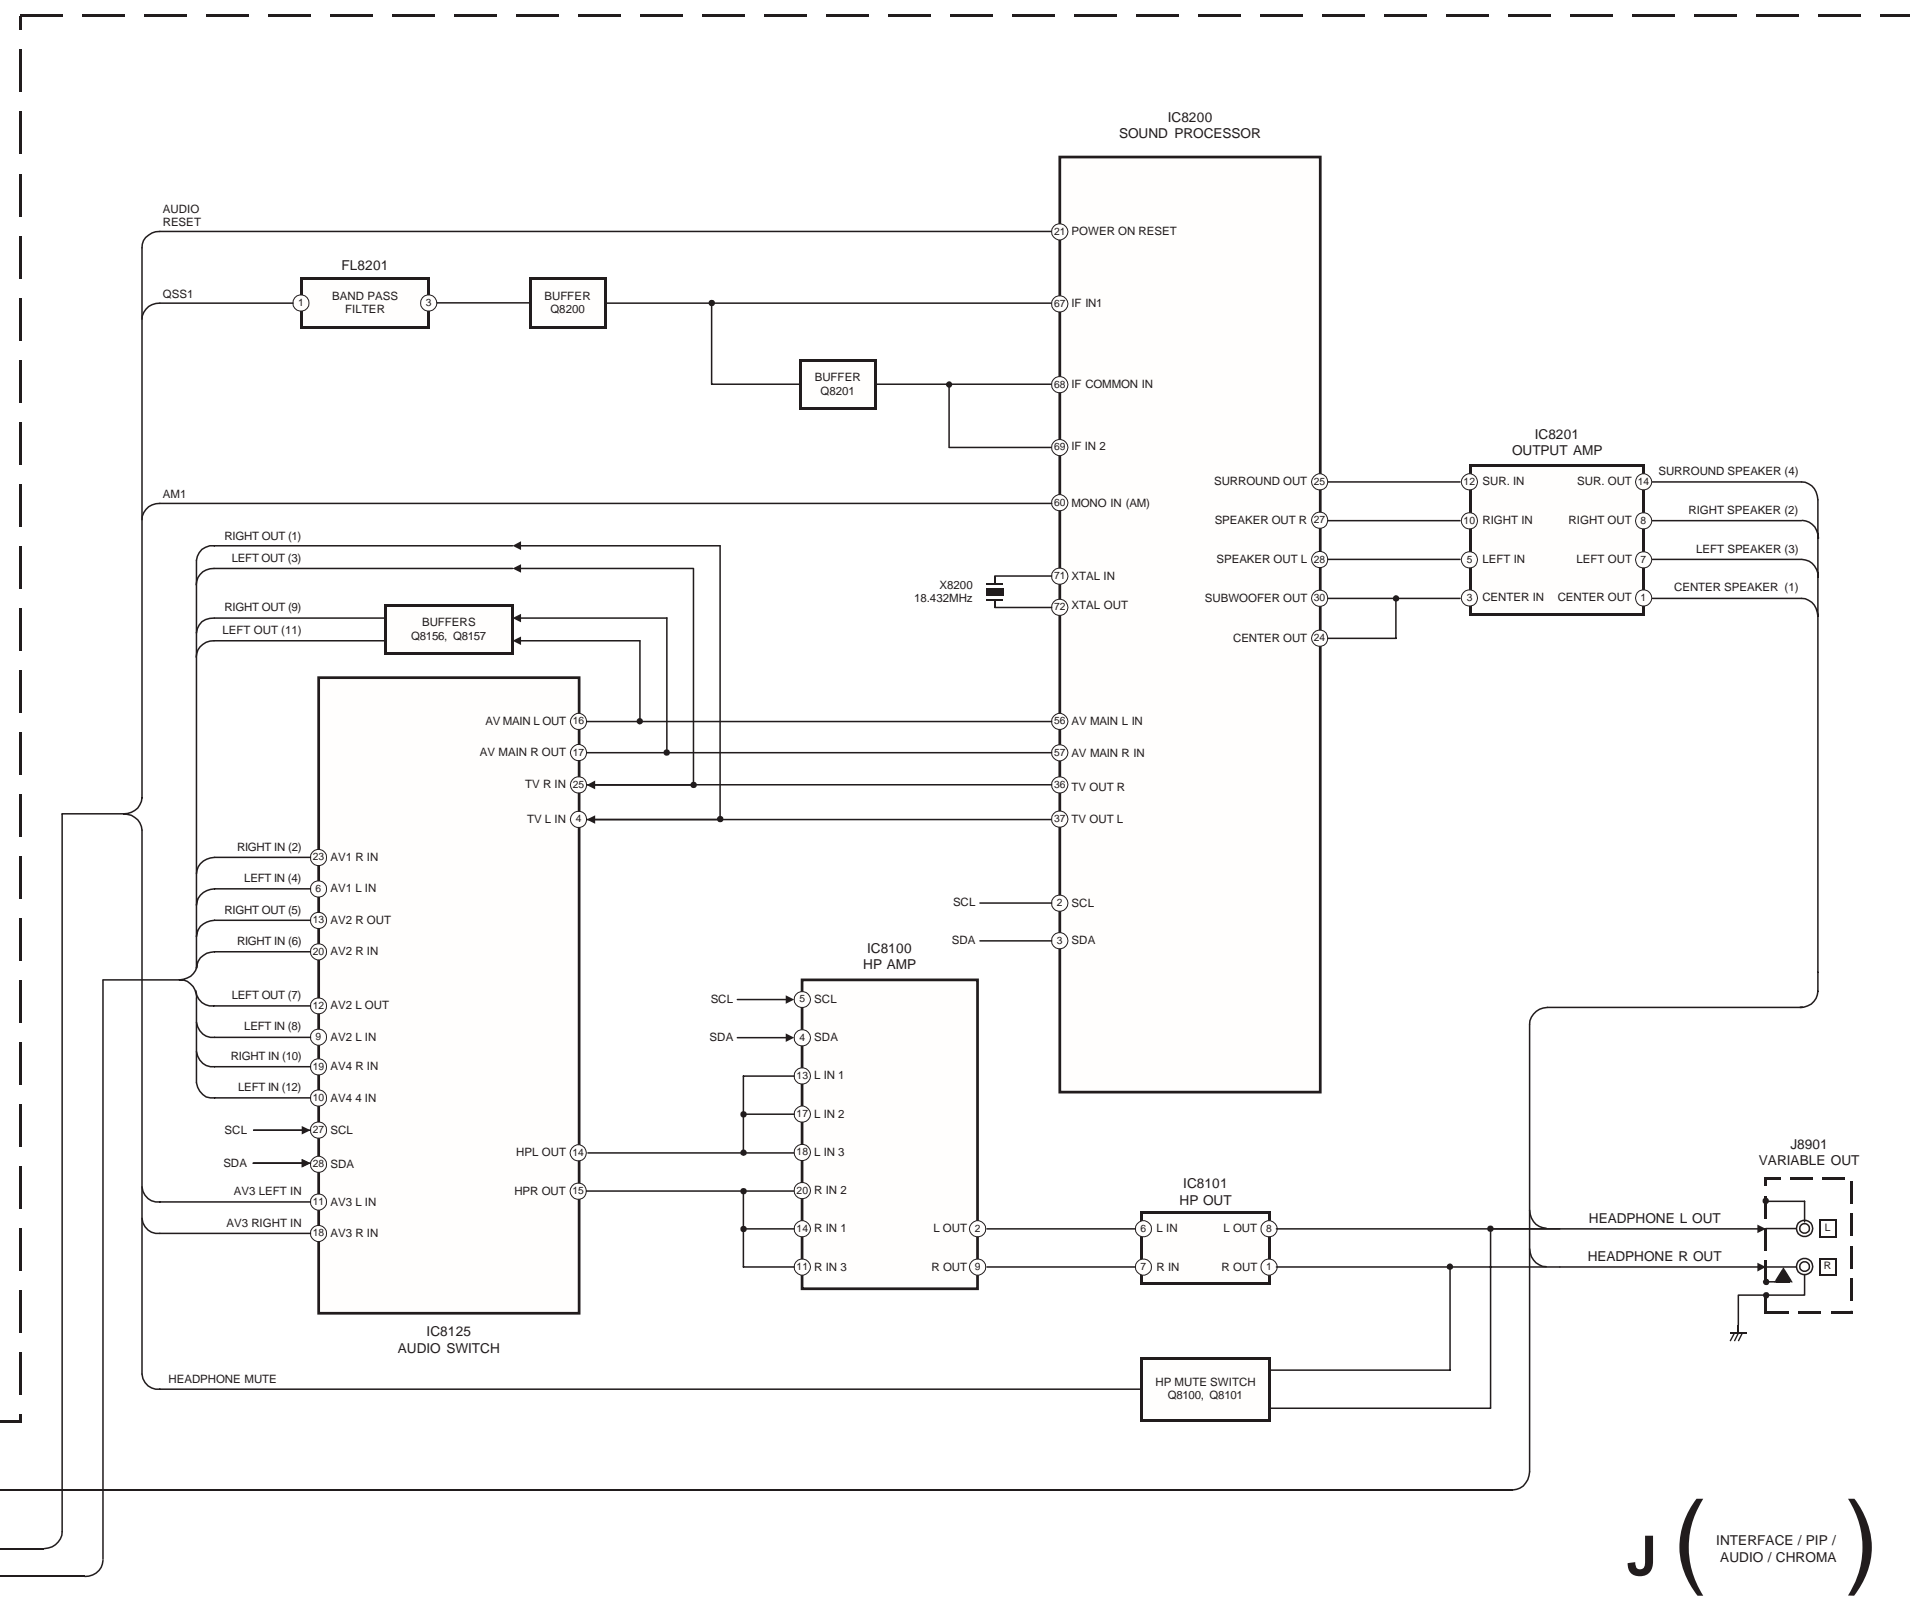 IC8200
SOUND PROCESSOR
AUDIO
RESET
21 POWER ON RESET
FL8201
QSS1
1 BAND PASS 3
FILTER
BUFFER
Q8200
67 IF IN1
BUFFER
Q8201
68 IF COMMON IN
69 IF IN 2
IC8201
OUTPUT AMP
SURROUND OUT 25
12 SUR. IN
SUR. OUT 14
SURROUND SPEAKER (4)
AM1
60 MONO IN (AM)
SPEAKER OUT R 27
10 RIGHT IN
RIGHT OUT 8
RIGHT SPEAKER (2)
RIGHT OUT (1)
LEFT OUT (3)
SPEAKER OUT L 28
5 LEFT IN
LEFT OUT 7
LEFT SPEAKER (3)
X8200
18.432MHz
71 XTAL IN
72 XTAL OUT
SUBWOOFER OUT 30
3 CENTER IN
CENTER OUT 1
CENTER SPEAKER (1)
CENTER OUT 24
RIGHT OUT (9)
LEFT OUT (11)
BUFFERS
Q8156, Q8157
AV MAIN L OUT 16
56 AV MAIN L IN
AV MAIN R OUT 17
57 AV MAIN R IN
TV R IN 25
36 TV OUT R
TV L IN 4
37 TV OUT L
RIGHT IN (2)
23 AV1 R IN
LEFT IN (4)
6 AV1 L IN
RIGHT OUT (5)
13 AV2 R OUT
RIGHT IN (6)
20 AV2 R IN
LEFT OUT (7)
12 AV2 L OUT
LEFT IN (8)
9 AV2 L IN
RIGHT IN (10)
19 AV4 R IN
LEFT IN (12)
10 AV4 4 IN
SCL
27 SCL
SDA
28 SDA
AV3 LEFT IN
11 AV3 L IN
AV3 RIGHT IN
18 AV3 R IN
HPL OUT 14
HPR OUT 15
IC8125
AUDIO SWITCH
SCL
2 SCL
SDA
3 SDA
IC8100
HP AMP
SCL
5 SCL
SDA
4 SDA
13 L IN 1
17 L IN 2
18 L IN 3
20 R IN 2
14 R IN 1
11 R IN 3
L OUT 2
R OUT 9
IC8101
HP OUT
6 L IN
L OUT 8
7 R IN
R OUT 1
HEADPHONE L OUT
HEADPHONE R OUT
J8901
VARIABLE OUT
L
R
HEADPHONE MUTE
HP MUTE SWITCH
Q8100, Q8101
J
INTERFACE / PIP /
AUDIO / CHROMA